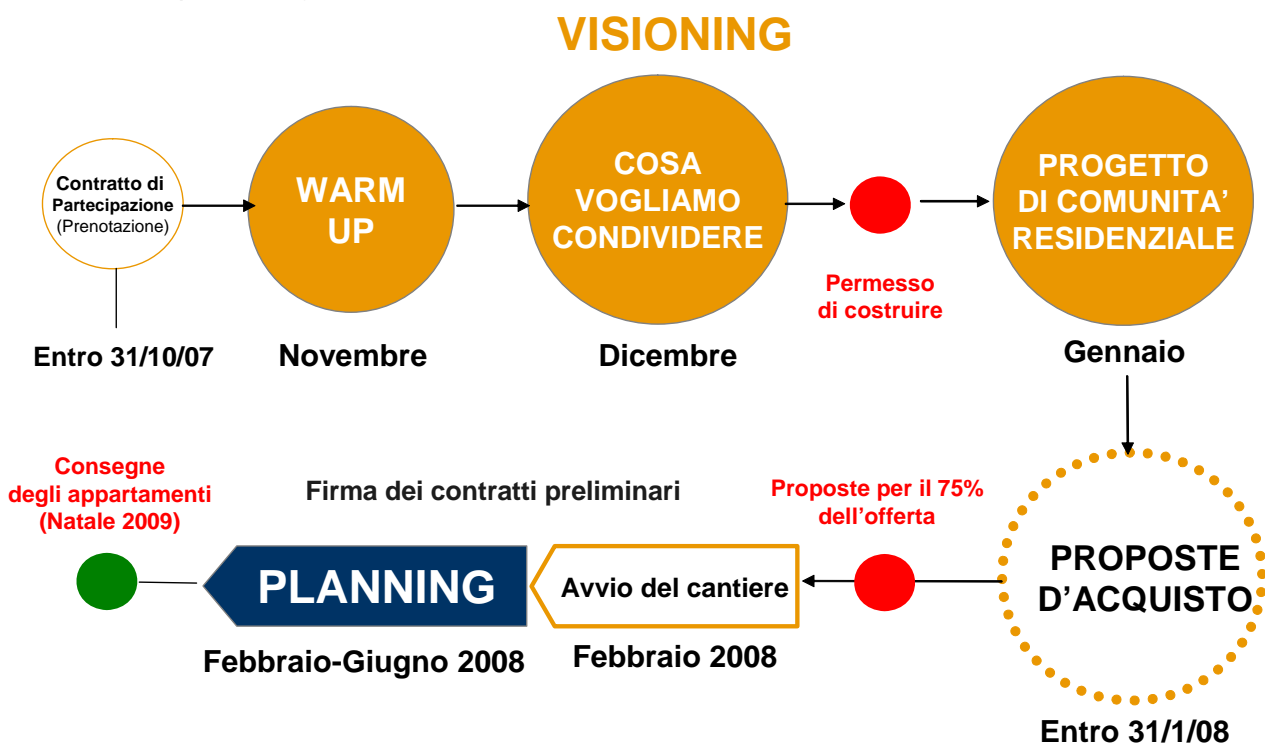 VISIONING
Contratto di
Partecipazione
(Prenotazione)
Entro 31/10/07
WARM
UP
Novembre
COSA
VOGLIAMO
CONDIVIDERE
Dicembre
Permesso
di costruire
PROGETTO
DI COMUNITA’
RESIDENZIALE
Gennaio
PROPOSTE
D’ACQUISTO
Entro 31/1/08
Proposte per il 75%
dell’offerta
Firma dei contratti preliminari
Avvio del cantiere
Febbraio 2008
PLANNING
Febbraio-Giugno 2008
Consegne
degli appartamenti
(Natale 2009)